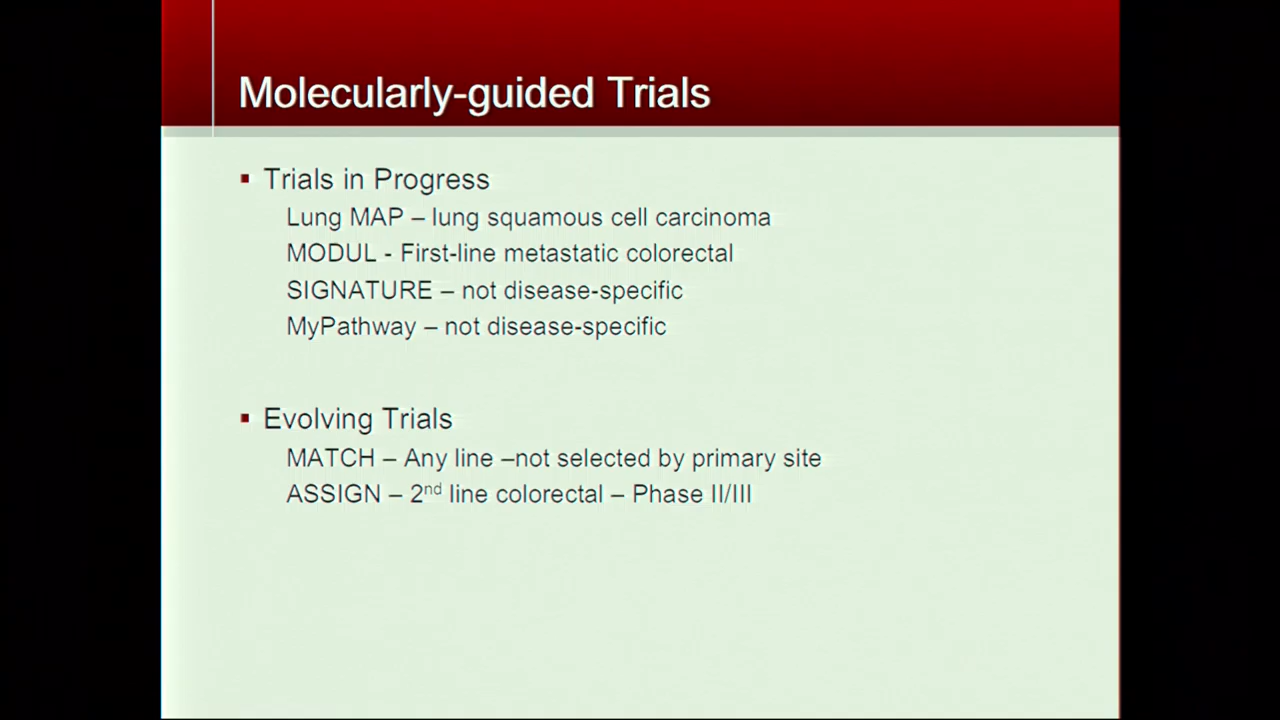 Molecularly-guided Trials
▪ Trials in Progress
Lung MAP – lung squamous cell carcinoma
MODUL - First-line metastatic colorectal
SIGNATURE – not disease-specific
MyPathway – not disease-specific
▪ Evolving Trials
MATCH – Any line –not selected by primary site
ASSIGN – 2nd line colorectal – Phase II/III